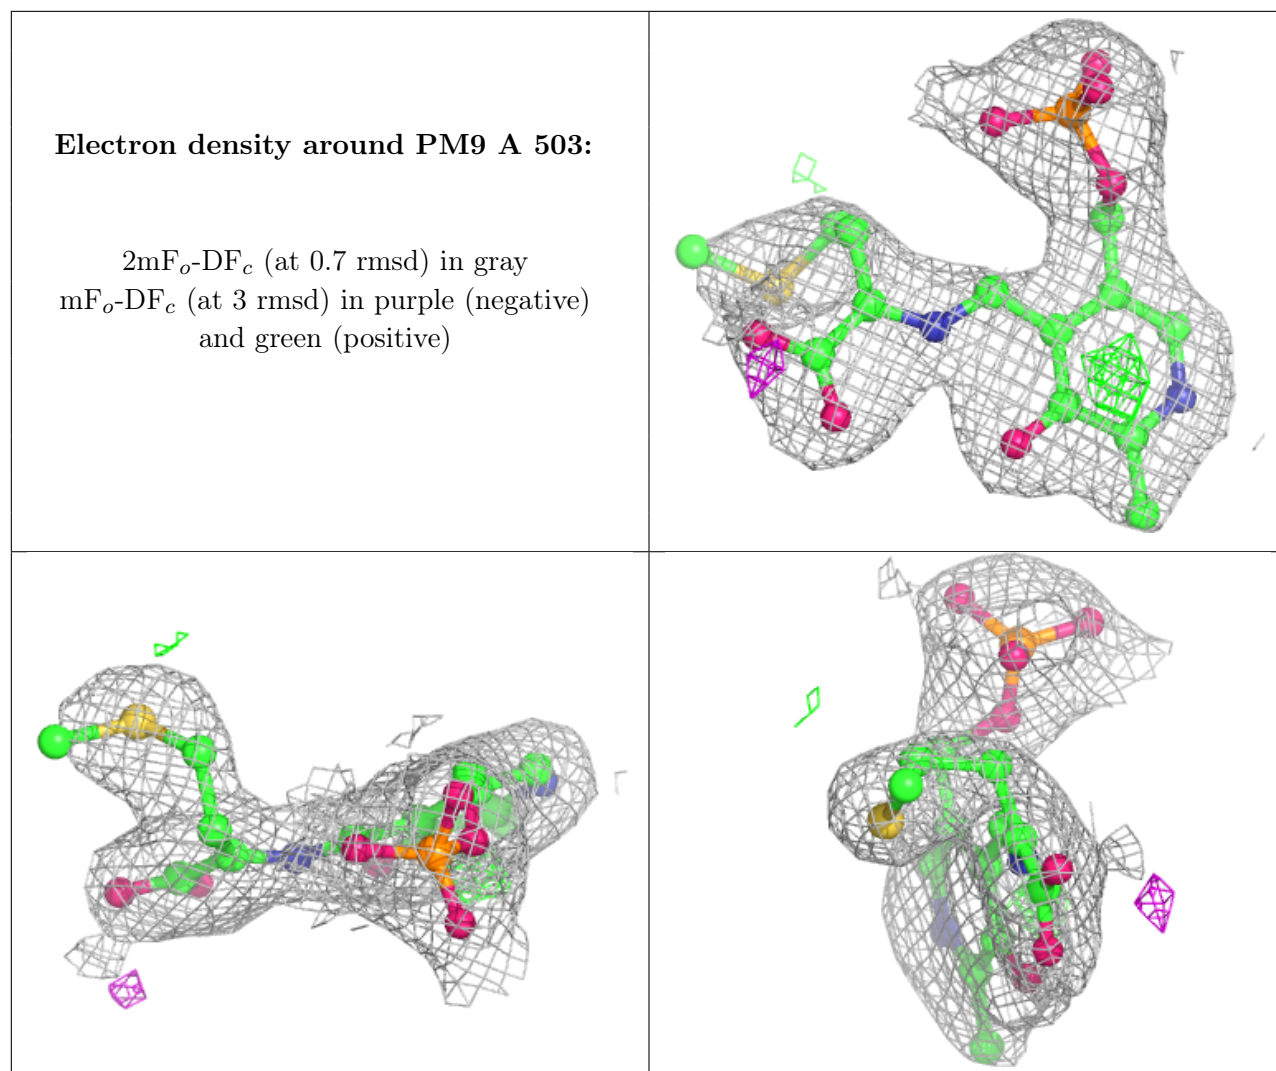 Electron density around PM9 A 503:
2mFo-DFc (at 0.7 rmsd) in gray
mFo-DFc (at 3 rmsd) in purple (negative)
and green (positive)